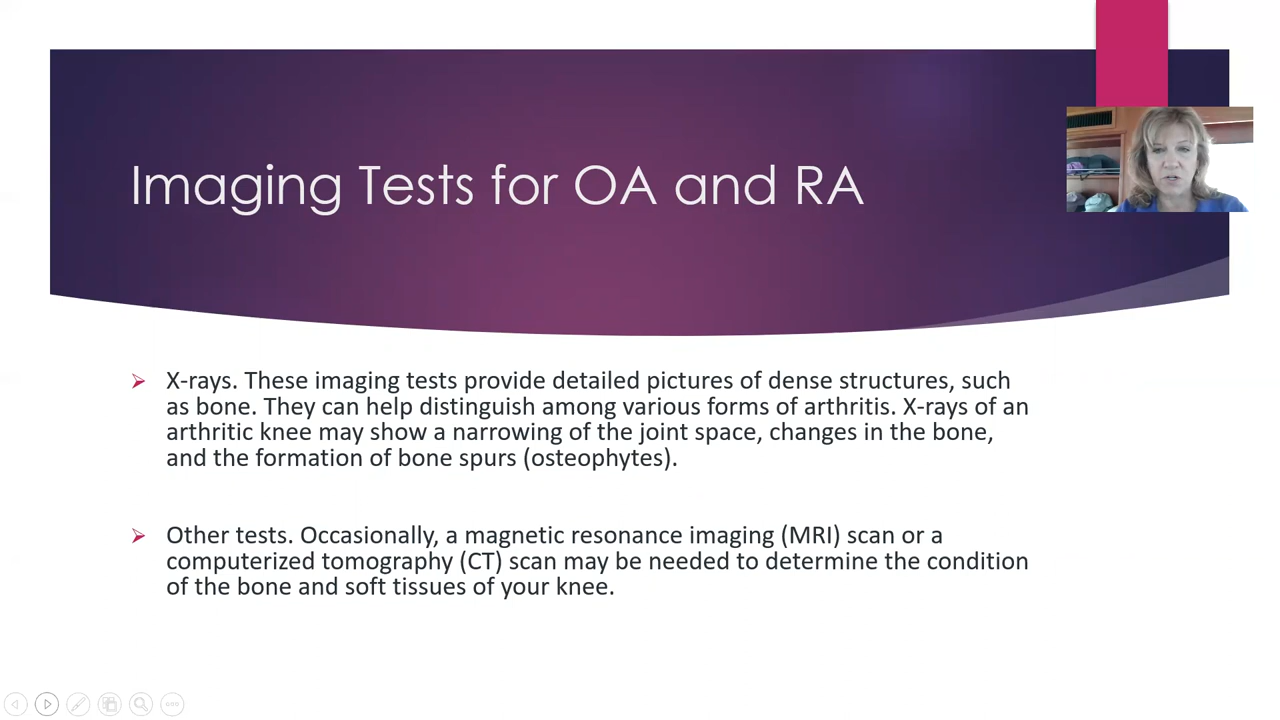 Imaging Tests for OA and RA
X-rays. These imaging tests provide detailed pictures of dense structures, such
as bone. They can help distinguish among various forms of arthritis. X-rays of an
arthritic knee may show a narrowing of the joint space, changes in the bone,
and the formation of bone spurs (osteophytes).
Other tests. Occasionally, a magnetic resonance imaging (MRI) scan or a
computerized tomography (CT) scan may be needed to determine the condition
of the bone and soft tissues of your knee.